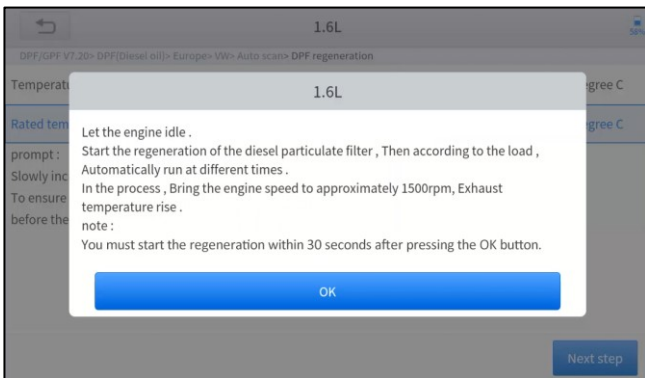 1.6L
58%
DPF/GPF V7.20> DPF(Diesel oil)> Europe> VW> Auto scan> DPF regeneration
egree C
Rated tem
egree C
prompt :
Slowly inc
To ensure
before the
1.6L
Let the engine idle .
Start the regeneration of the diesel particulate filter , Then according to the load ,
Automatically run at different times .
In the process , Bring the engine speed to approximately 1500rpm, Exhaust
temperature rise .
note :
You must start the regeneration within 30 seconds after pressing the OK button.
OK
Next step